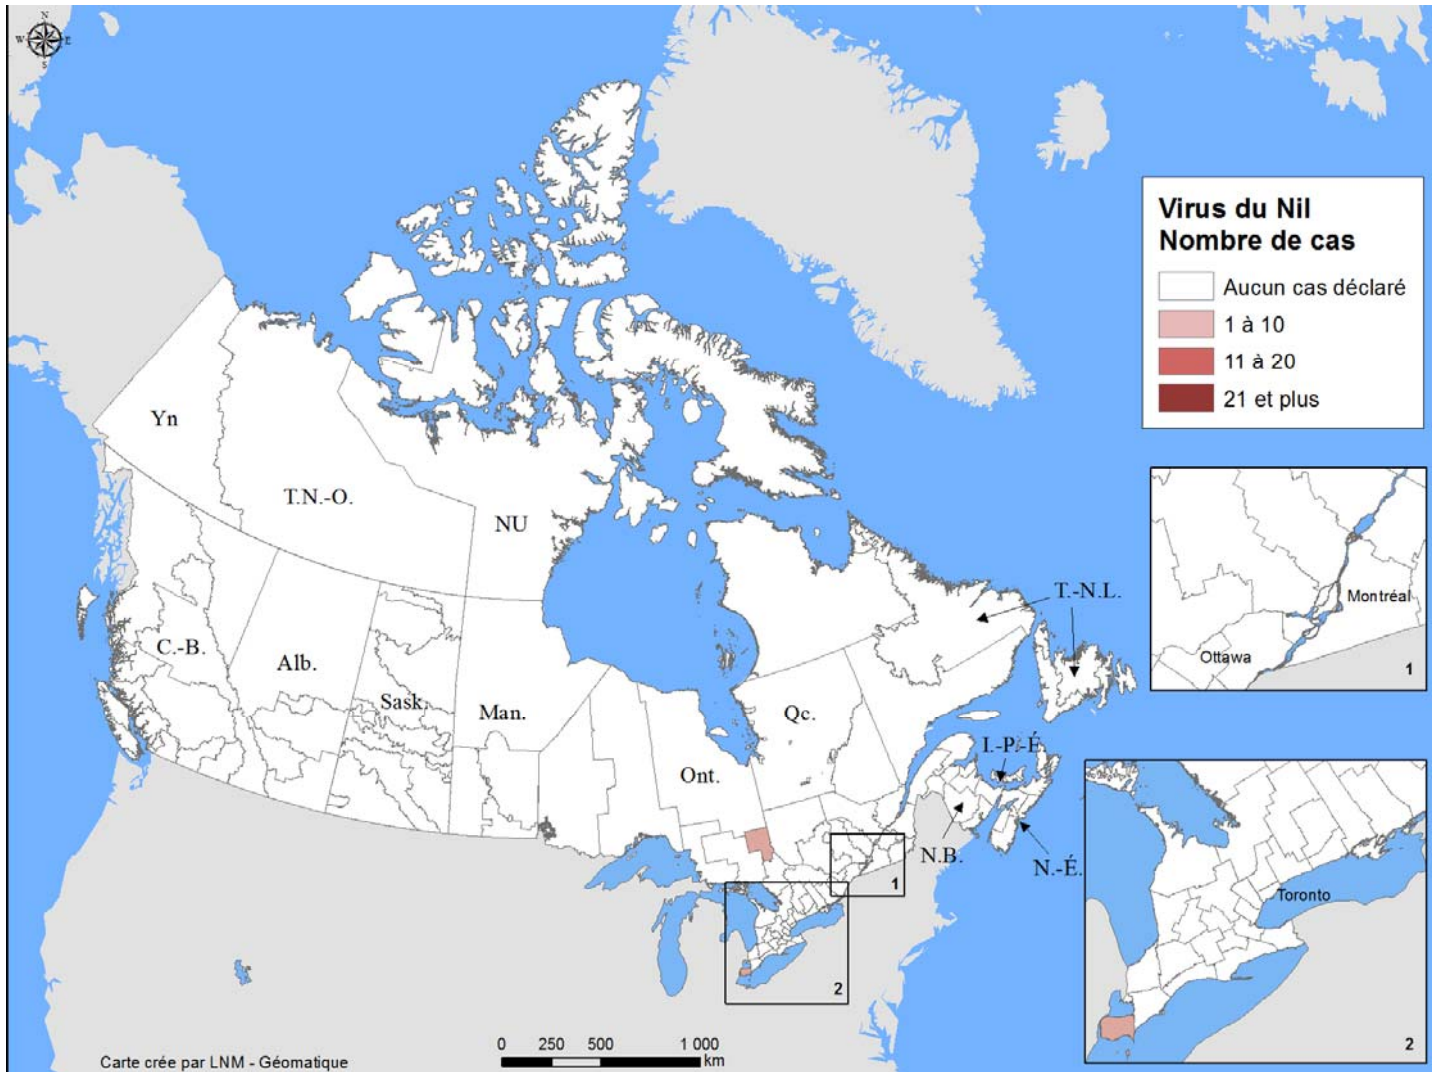 N
W
E
S
Virus du Nil
Nombre de cas
Aucun cas déclaré
1 à 10
11 à 20
21 et plus
Yn
T.N.-O.
NU
C.-B.
Alb.
Sask.
Man.
Ont.
Qc.
T.-N.L.
I.-P.-É.
N.B.
N.-É.
1
2
Montréal
Ottawa
1
Toronto
2
0 250 500 1 000
km
Carte crée par LNM - Géomatique